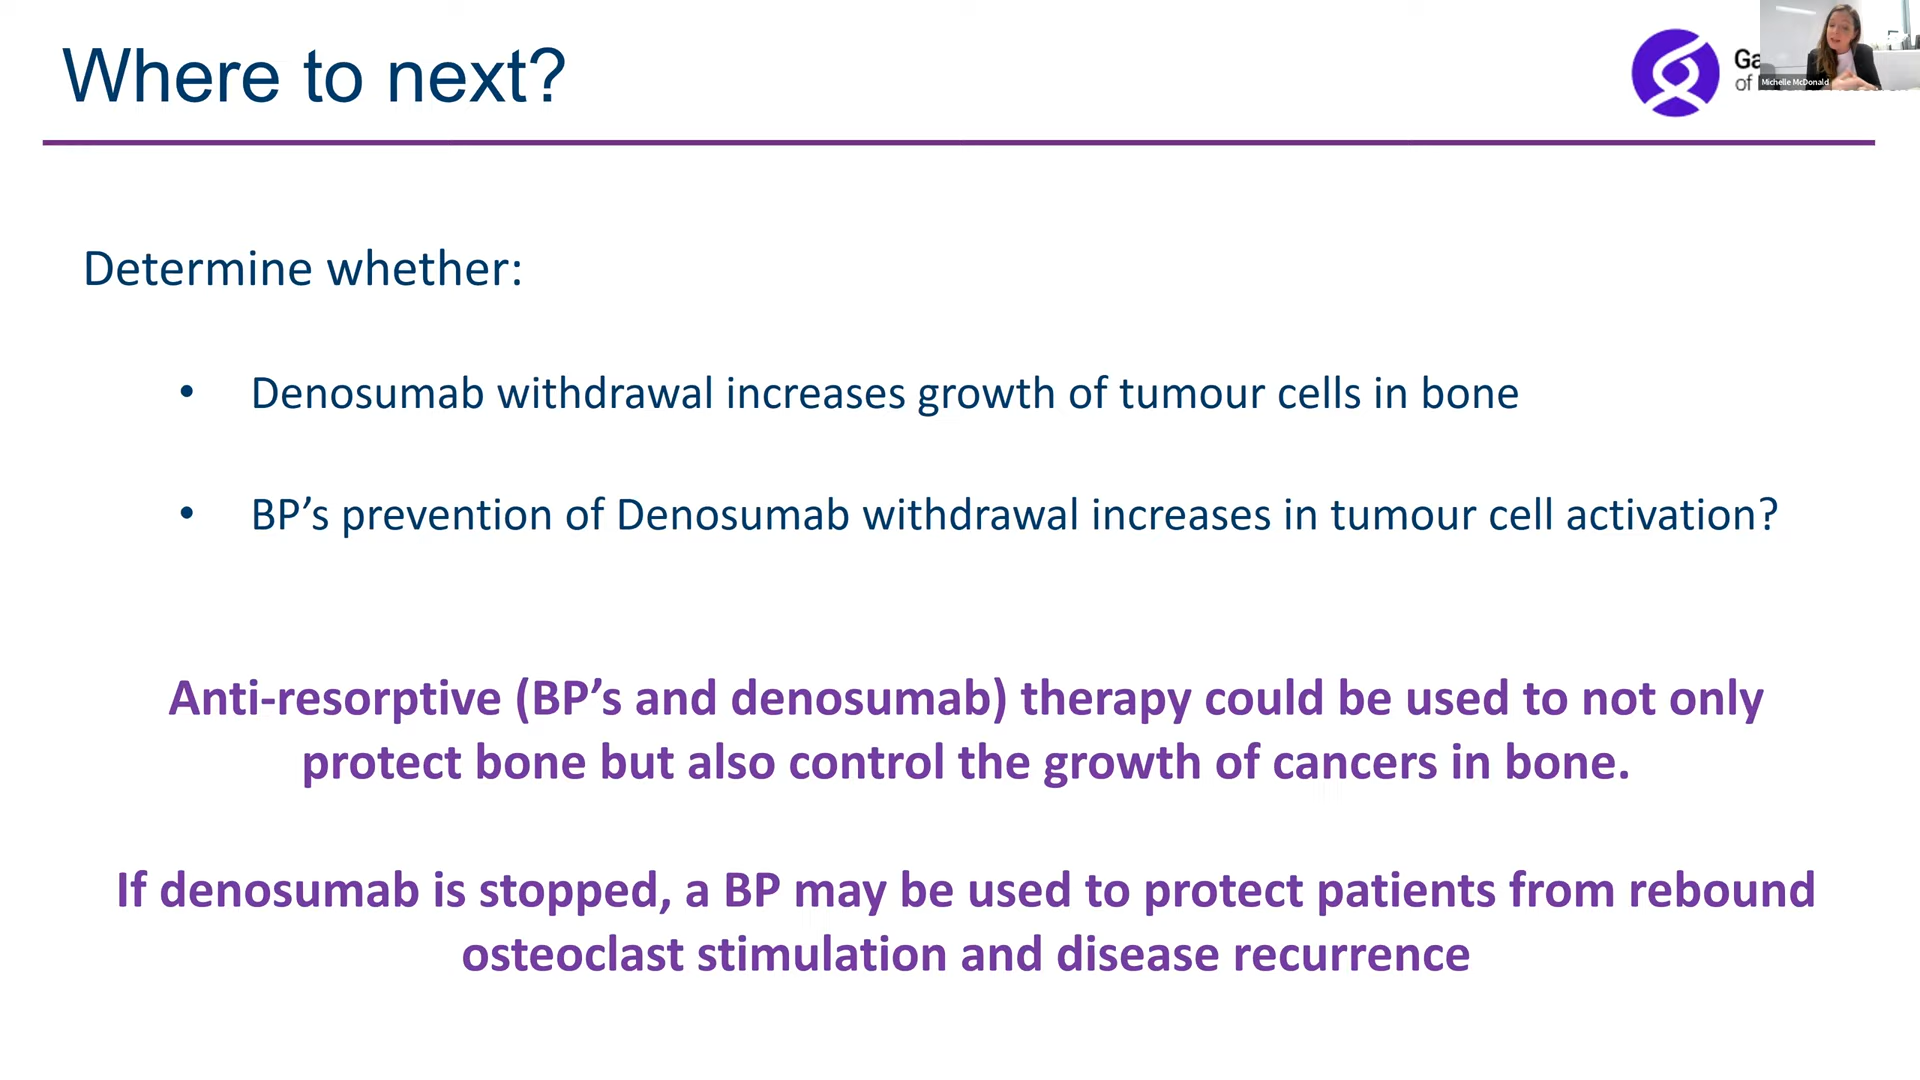 Where to next?
Ga
of
Michelle McDonald
Determine whether:
• Denosumab withdrawal increases growth of tumour cells in bone
• BP’s prevention of Denosumab withdrawal increases in tumour cell activation?
Anti-resorptive (BP’s and denosumab) therapy could be used to not only
protect bone but also control the growth of cancers in bone.
If denosumab is stopped, a BP may be used to protect patients from rebound
osteoclast stimulation and disease recurrence